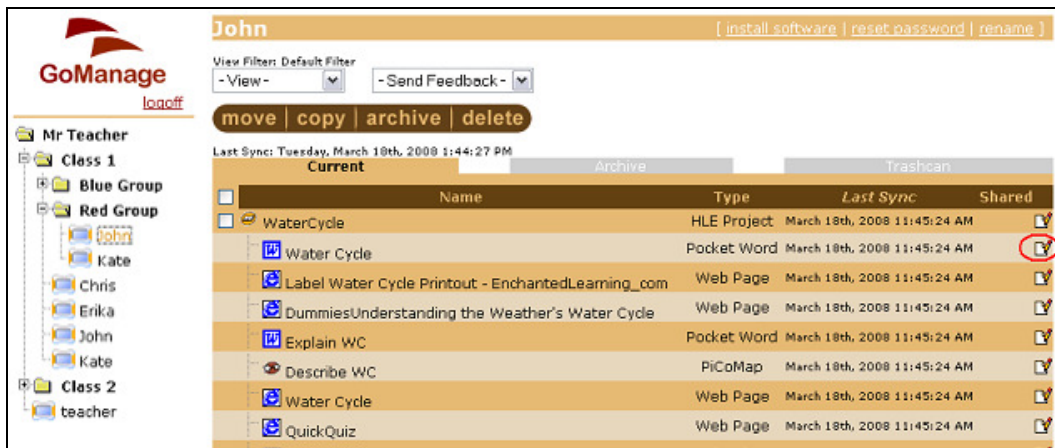 John [ install software | reset password | rename ]
GoManage
logoff
View Filter: Default Filter
- View - - Send Feedback -
move | copy | archive | delete
Last Sync: Tuesday, March 18th, 2008 1:44:27 PM
Current Archive Trashcan
Mr Teacher
Class 1
Blue Group
Red Group
John
Kate
Chris
Erika
John
Kate
Class 2
teacher
Name Type Last Sync Shared
WaterCycle HLE Project March 18th, 2008 11:45:24 AM
Water Cycle Pocket Word March 18th, 2008 11:45:24 AM
Label Water Cycle Printout - EnchantedLearning_com Web Page March 18th, 2008 11:45:24 AM
DummiesUnderstanding the Weather's Water Cycle Web Page March 18th, 2008 11:45:24 AM
Explain WC Pocket Word March 18th, 2008 11:45:24 AM
Describe WC PiCoMap March 18th, 2008 11:45:24 AM
Water Cycle Web Page March 18th, 2008 11:45:24 AM
QuickQuiz Web Page March 18th, 2008 11:45:24 AM